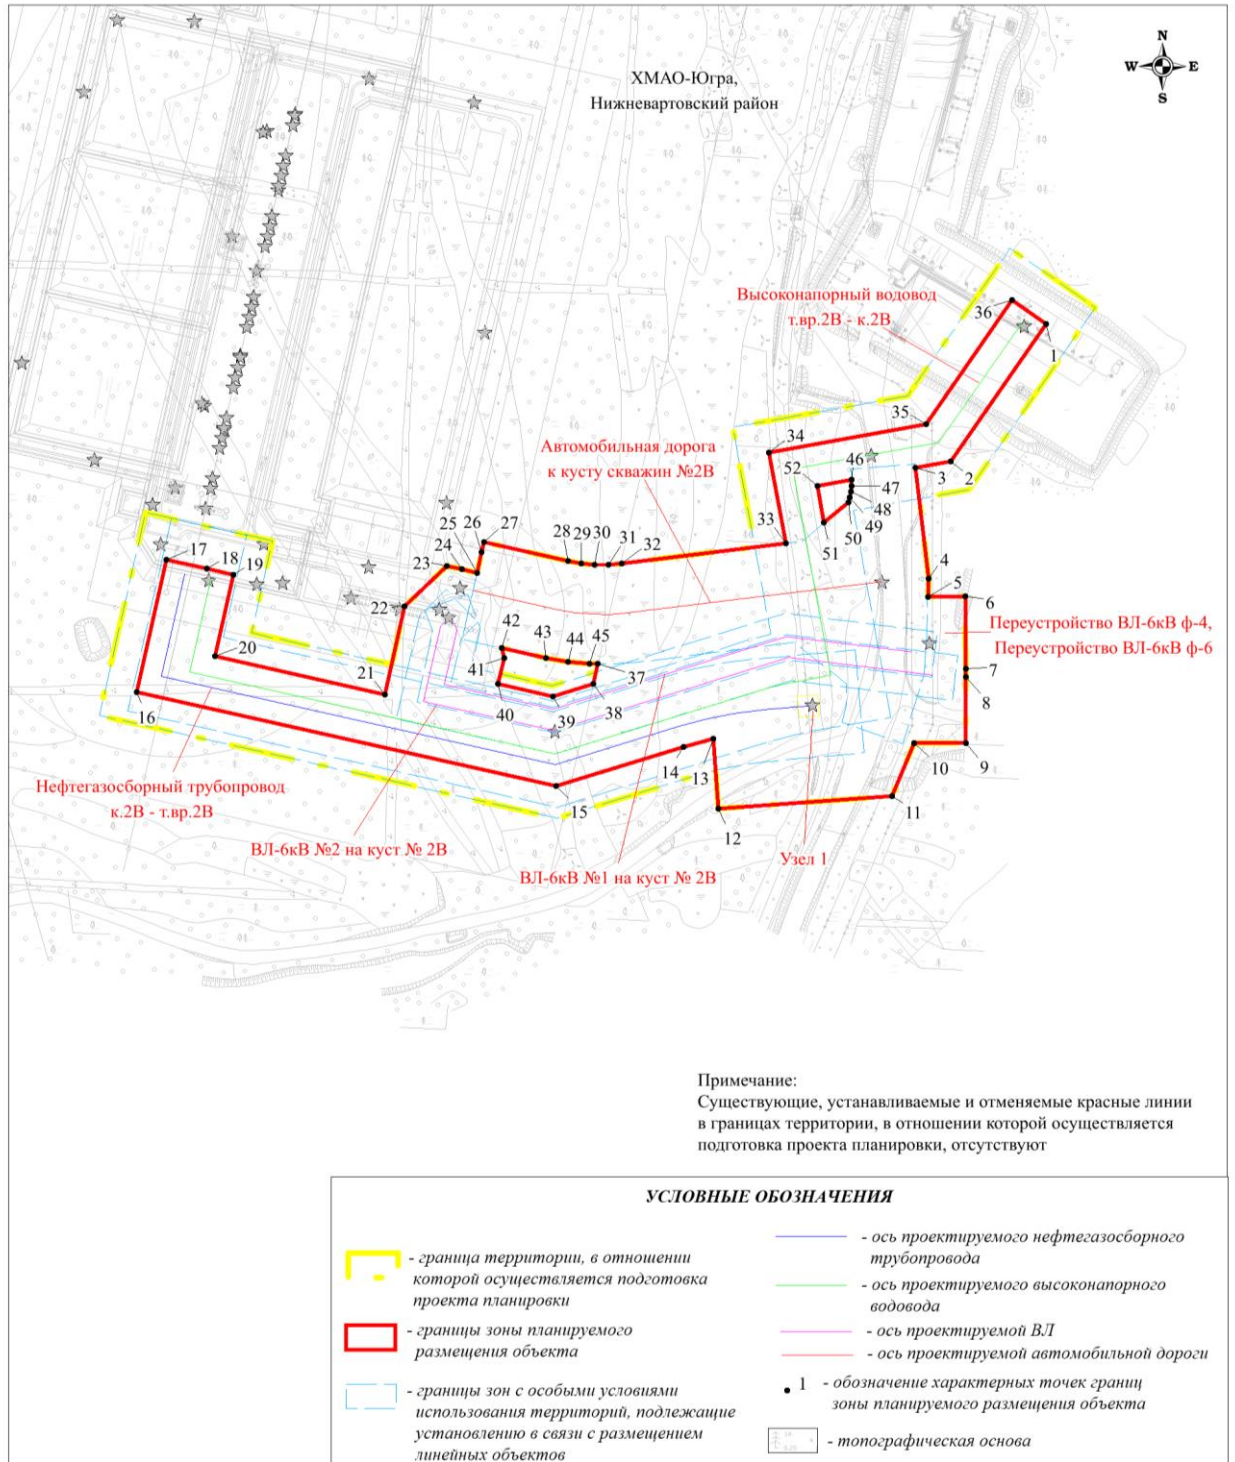 ХМАО-Югра,
Нижневартовский район
N
W E
S
Высоконапорный водовод
т.вр.2В - к.2В
36
1
35
34
Автомобильная дорога
к кусту скважин №2В
46
52
47
3
2
48
49
50
51
33
27
26
25
24
23
28
29
30
31
32
17
18
19
4
5
6
22
Переустройство ВЛ-6кВ ф-4,
Переустройство ВЛ-6кВ ф-6
42
43
44
45
37
20
41
7
8
21
40
39
38
16
14
13
10
9
15
11
12
Нефтегазосборный трубопровод
к.2В - т.вр.2В
ВЛ-6кВ №2 на куст № 2В
ВЛ-6кВ №1 на куст № 2В
Узел 1
Примечание:
Существующие, устанавливаемые и отменяемые красные линии
в границах территории, в отношении которой осуществляется
подготовка проекта планировки, отсутствуют
УСЛОВНЫЕ ОБОЗНАЧЕНИЯ
- граница территории, в отношении
которой осуществляется подготовка
проекта планировки
- границы зоны планируемого
размещения объекта
- границы зон с особыми условиями
использования территорий, подлежащие
установлению в связи с размещением
линейных объектов
- ось проектируемого нефтегазосборного
трубопровода
- ось проектируемого высоконапорного
водовода
- ось проектируемой ВЛ
- ось проектируемой автомобильной дороги
1 - обозначение характерных точек границ
зоны планируемого размещения объекта
- топографическая основа